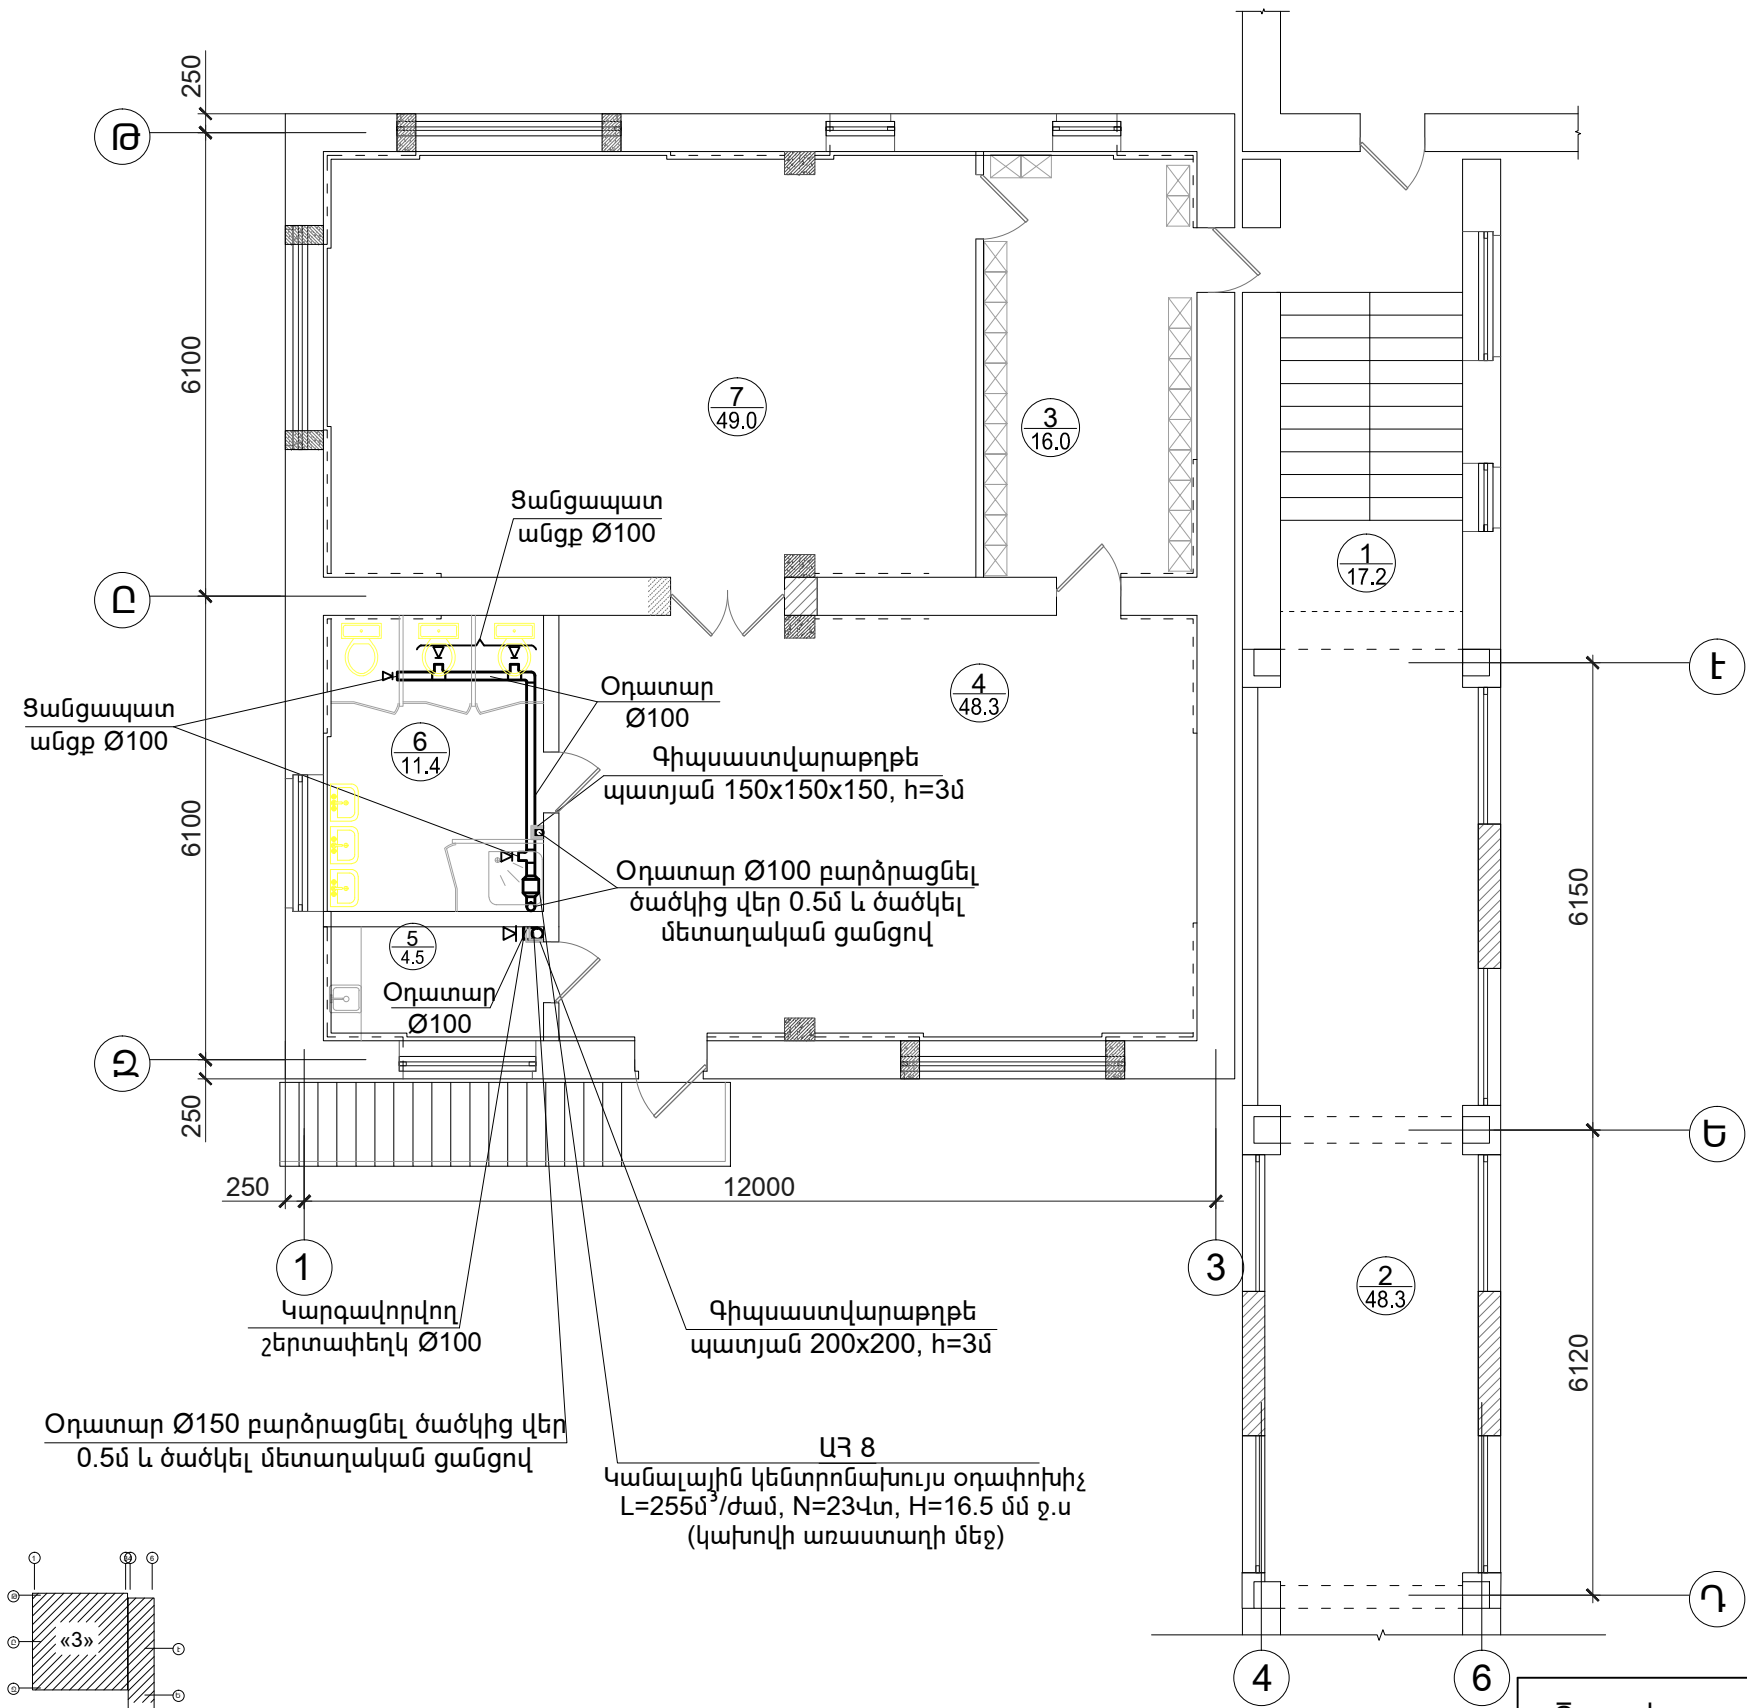 250
Թ
6100
7
49.0
3
16.0
Ցանցապատ
անցք Ø100
1
17.2
Ը
Է
4
48.3
Օդատար
Ø100
Ցանցապատ
անցք Ø100
6
11.4
Գիպսաստվարաթղթե
պատյան 150x150x150, h=3մ
6100
Օդատար Ø100 բարձրացնել
ծածկից վեր 0.5մ և ծածկել
մետաղական ցանցով
6150
5
4.5
Օդատար
Ø100
Զ
250
Ե
250
12000
1
3
2
48.3
Կարգավորվող
շերտափեղկ Ø100
Գիպսաստվարաթղթե
պատյան 200x200, h=3մ
6120
Օդատար Ø150 բարձրացնել ծածկից վեր
0.5մ և ծածկել մետաղական ցանցով
ԱՀ 8
Կանալային կենտրոնախույս օդափոխիչ
L=255մ³/ժամ, N=23Վտ, H=16.5 մմ ջ.ս
(կախովի առաստաղի մեջ)
Դ
1
6
«3»
4
6